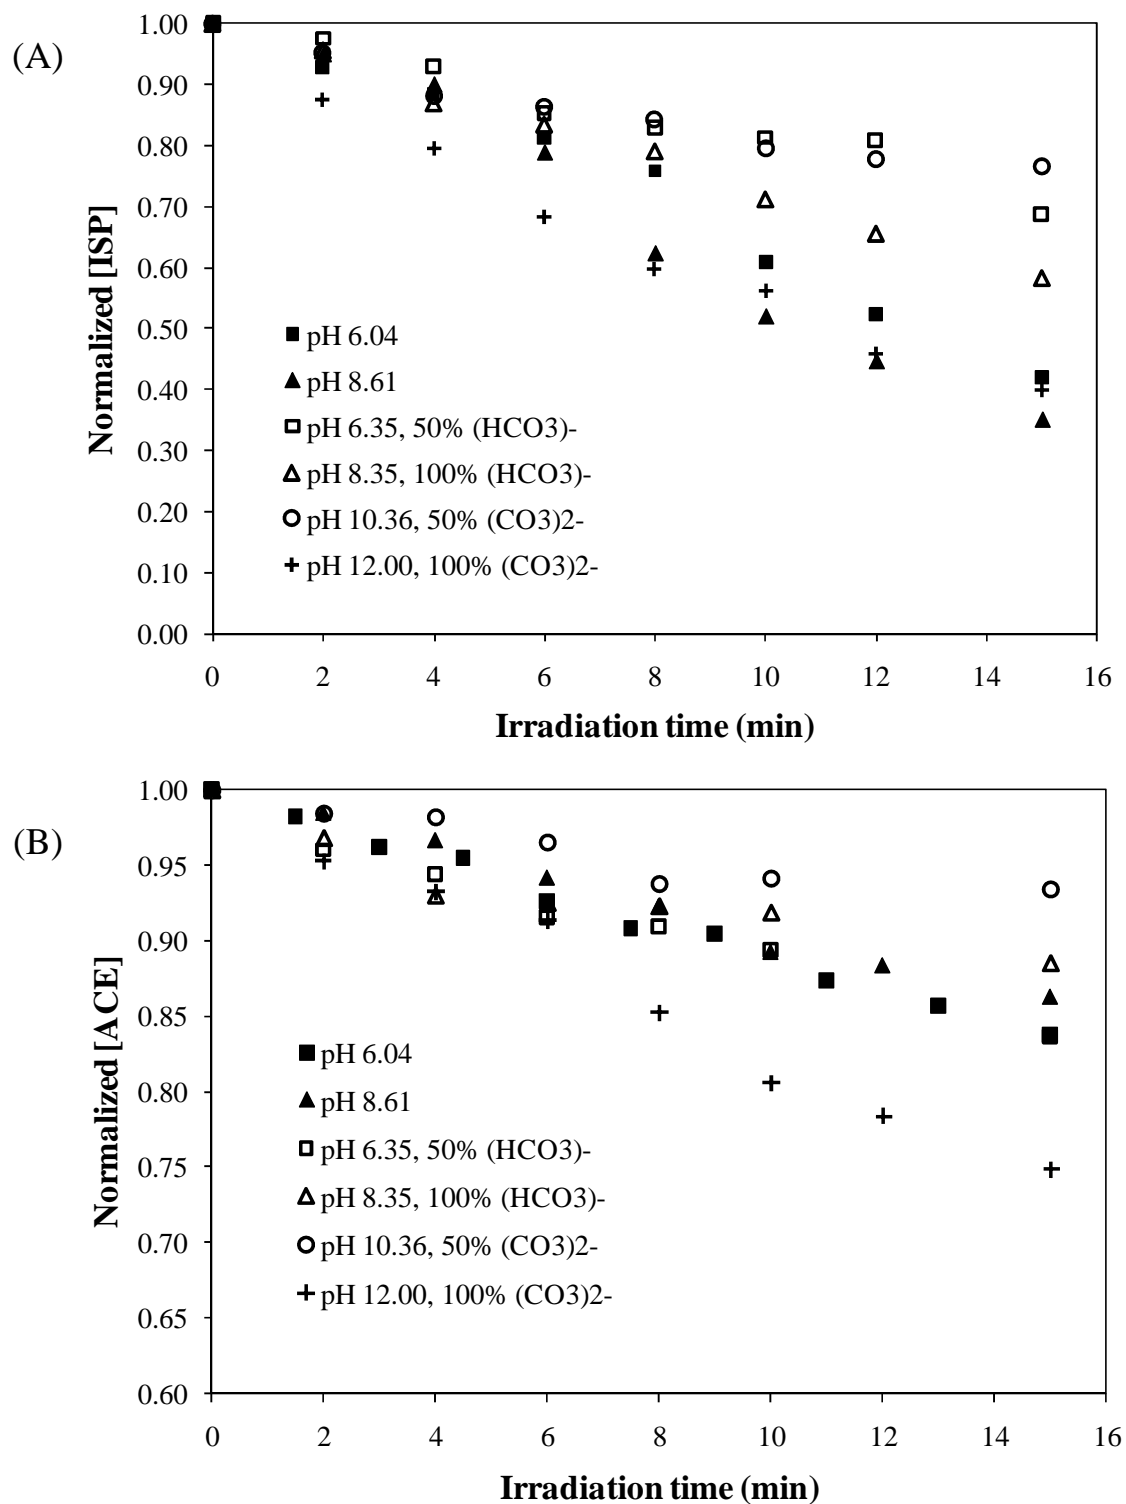 (A)
Normalized [ISP]
1.00
0.90
0.80
0.70
0.60
0.50
0.40
0.30
0.20
0.10
0.00
pH 6.04
pH 8.61
pH 6.35, 50% (HCO3)-
pH 8.35, 100% (HCO3)-
pH 10.36, 50% (CO3)2-
pH 12.00, 100% (CO3)2-
0 2 4 6 8 10 12 14 16
Irradiation time (min)
(B)
Normalized [ACE]
1.00
0.95
0.90
0.85
0.80
0.75
0.70
0.65
0.60
pH 6.04
pH 8.61
pH 6.35, 50% (HCO3)-
pH 8.35, 100% (HCO3)-
pH 10.36, 50% (CO3)2-
pH 12.00, 100% (CO3)2-
0 2 4 6 8 10 12 14 16
Irradiation time (min)